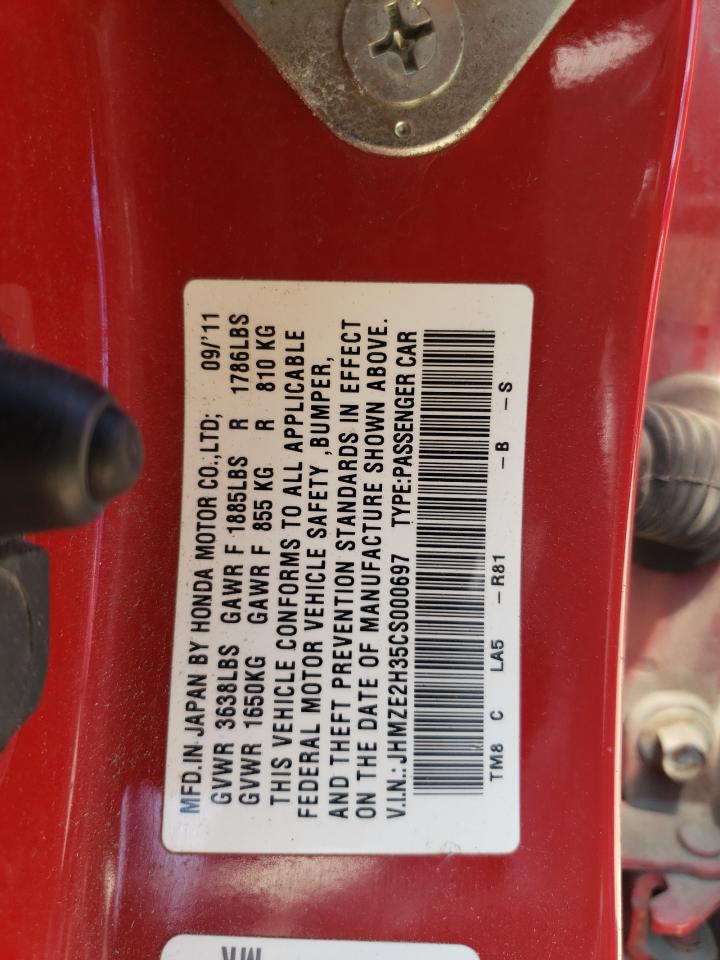 MFD.IN JAPAN BY HONDA MOTOR CO.,LTD; 09/'11
GVWR 3638LBS GAWR F 1885LBS R 1786LBS
GVWR 1650KG GAWR F 855 KG R 810 KG
THIS VEHICLE CONFORMS TO ALL APPLICABLE
FEDERAL MOTOR VEHICLE SAFETY ,BUMPER,
AND THEFT PREVENTION STANDARDS IN EFFECT
ON THE DATE OF MANUFACTURE SHOWN ABOVE.
V.I.N.:JHMZE2H35CS000697 TYPE:PASSENGER CAR
TM8 C LA5 -R81 -B -S